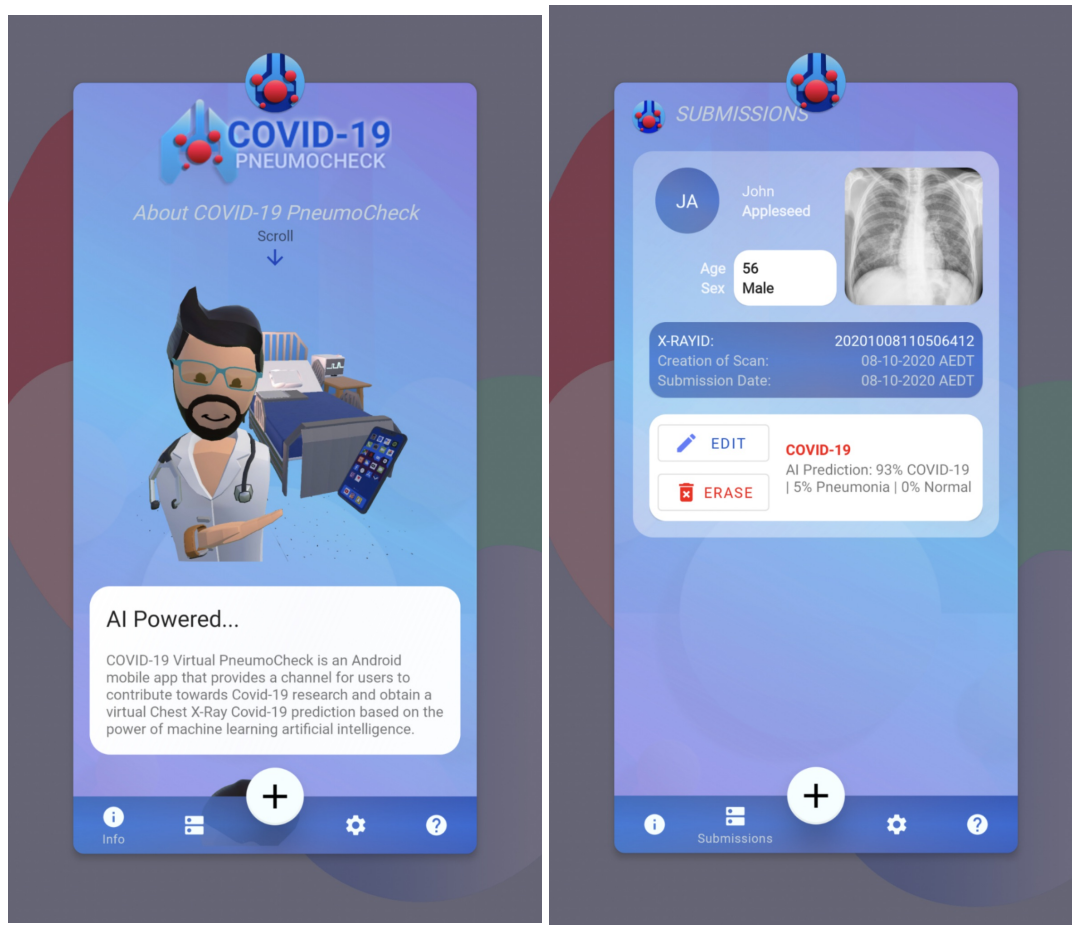 COVID-19
PNEUMOCHECK
About COVID-19 PneumoCheck
Scroll
AI Powered...
COVID-19 Virtual PneumoCheck is an Android
mobile app that provides a channel for users to
contribute towards Covid-19 research and obtain a
virtual Chest X-Ray Covid-19 prediction based on the
power of machine learning artificial intelligence.
Info
SUBMISSIONS
JA
John
Appleseed
Age 56
Sex Male
X-RAYID: 20201008110506412
Creation of Scan: 08-10-2020 AEDT
Submission Date: 08-10-2020 AEDT
EDIT
ERASE
COVID-19
AI Prediction: 93% COVID-19
| 5% Pneumonia | 0% Normal
Submissions